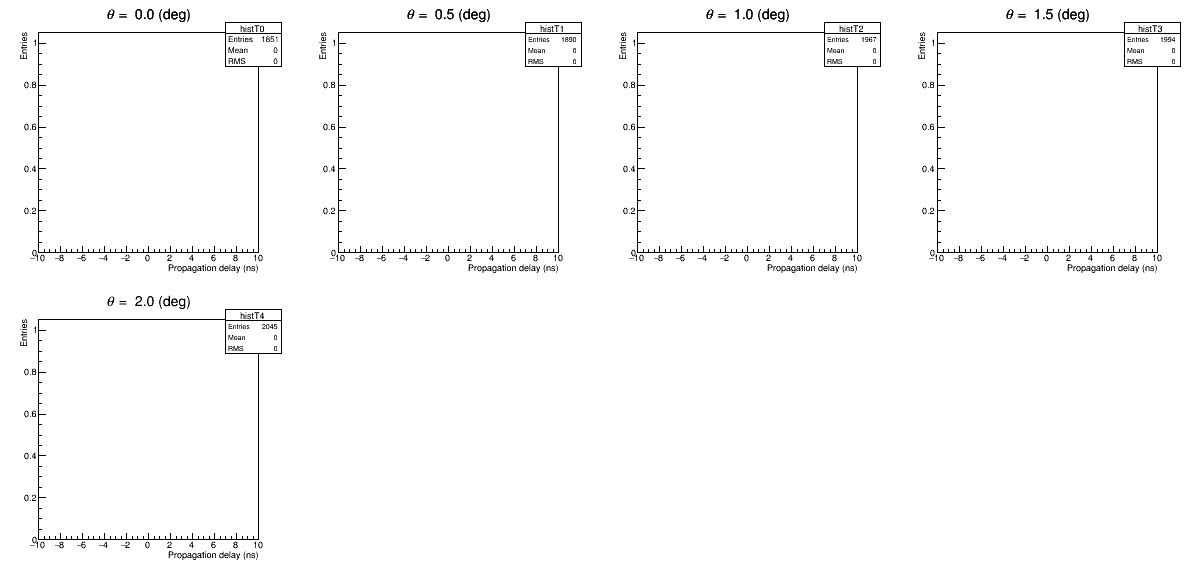 θ = 0.0 (deg)
histT0
Entries 1651
Mean 0
RMS 0
Entries
1
0.8
0.6
0.4
0.2
0
−10 −8 −6 −4 −2 0 2 4 6 8 10
Propagation delay (ns)
θ = 0.5 (deg)
histT1
Entries 1890
Mean 0
RMS 0
Entries
1
0.8
0.6
0.4
0.2
0
−10 −8 −6 −4 −2 0 2 4 6 8 10
Propagation delay (ns)
θ = 1.0 (deg)
histT2
Entries 1967
Mean 0
RMS 0
Entries
1
0.8
0.6
0.4
0.2
0
−10 −8 −6 −4 −2 0 2 4 6 8 10
Propagation delay (ns)
θ = 1.5 (deg)
histT3
Entries 1994
Mean 0
RMS 0
Entries
1
0.8
0.6
0.4
0.2
0
−10 −8 −6 −4 −2 0 2 4 6 8 10
Propagation delay (ns)
θ = 2.0 (deg)
histT4
Entries 2045
Mean 0
RMS 0
Entries
1
0.8
0.6
0.4
0.2
0
−10 −8 −6 −4 −2 0 2 4 6 8 10
Propagation delay (ns)